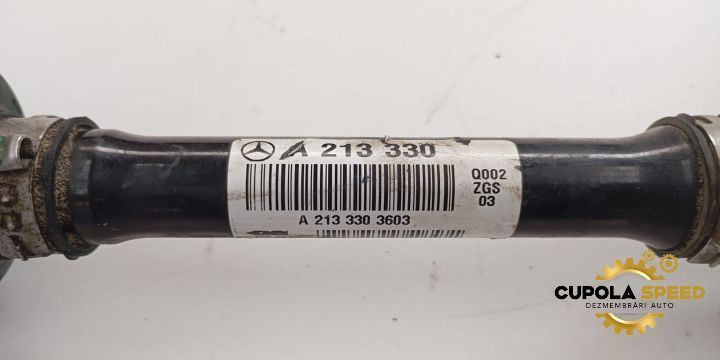 A 213 330
A 213 330 3603
Q002
ZGS
03
CUPOLA SPEED
DEZMEMBRĂRI AUTO